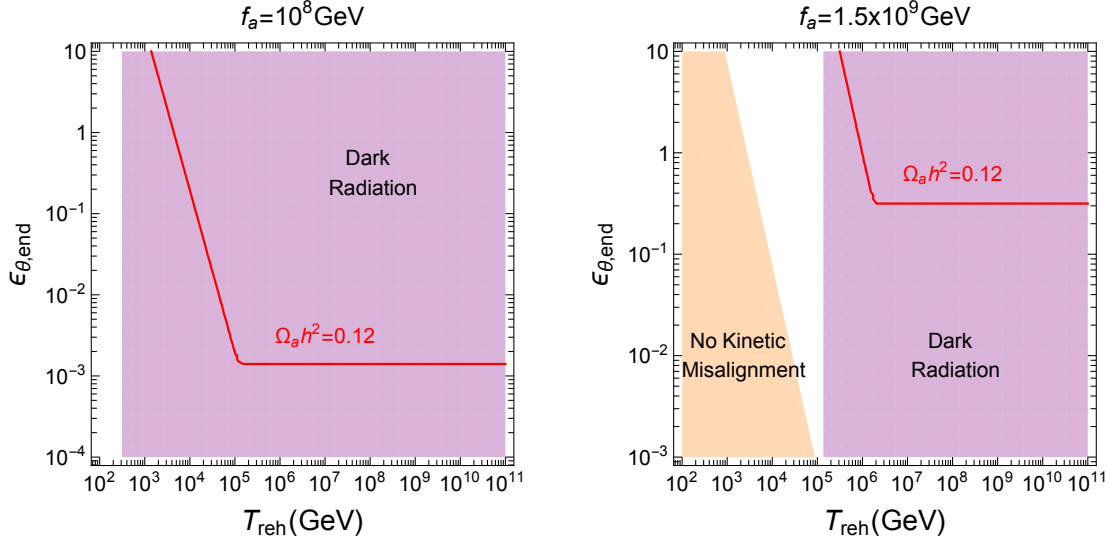 f_a=10^8GeV
10
1
10^-1
10^-2
10^-3
10^-4
ϵ_θ,end
Dark
Radiation
Ω_a h^2=0.12
10^2 10^3 10^4 10^5 10^6 10^7 10^8 10^9 10^10 10^11
T_reh(GeV)
f_a=1.5x10^9GeV
10
1
10^-1
10^-2
10^-3
ϵ_θ,end
Ω_a h^2=0.12
No Kinetic
Misalignment
Dark
Radiation
10^2 10^3 10^4 10^5 10^6 10^7 10^8 10^9 10^10 10^11
T_reh(GeV)